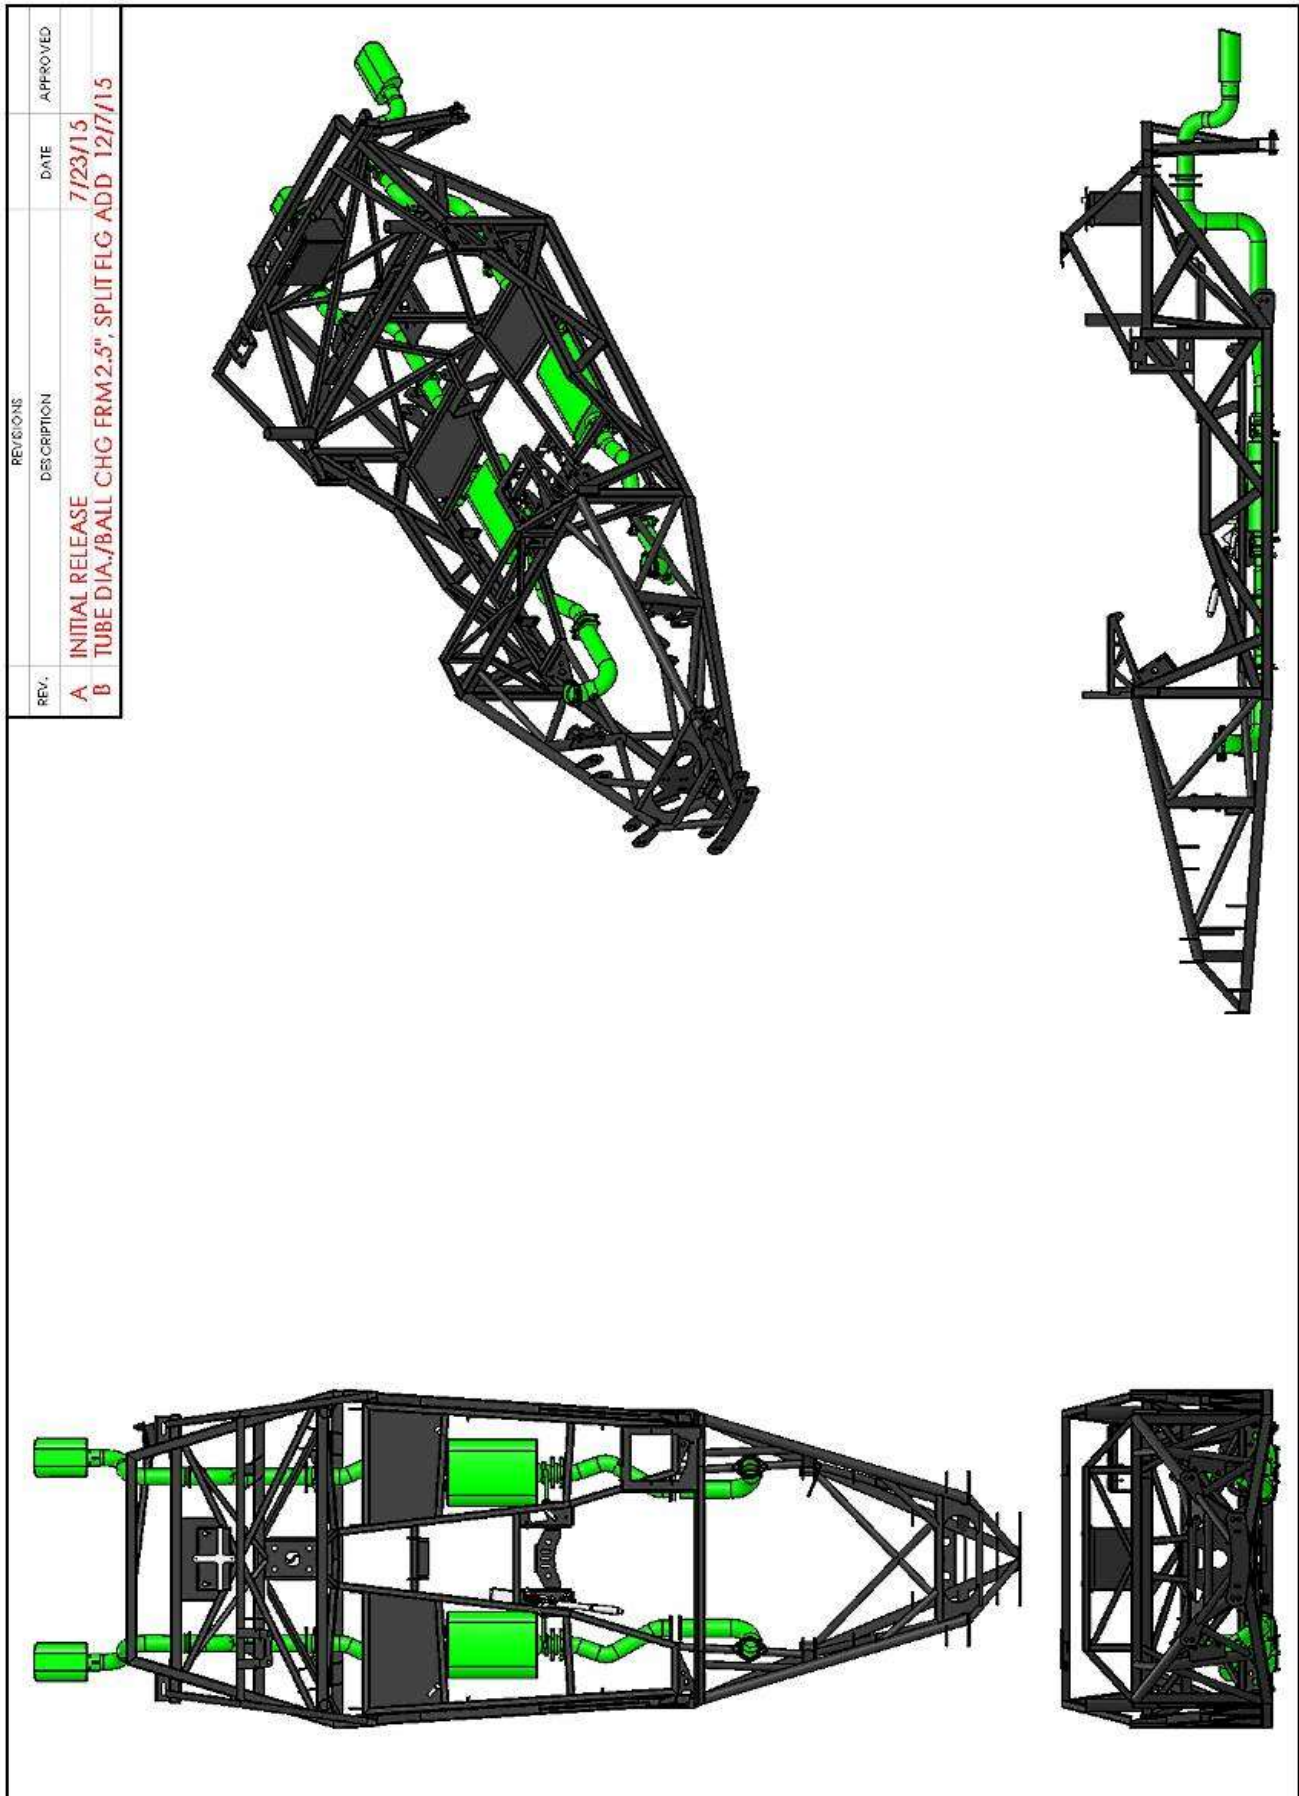 REVISIONS
REV. DESCRIPTION DATE APPROVED
A INITIAL RELEASE 7/23/15
B TUBE DIA./BALL CHG FRM 2.5", SPLIT FLG ADD 12/7/15